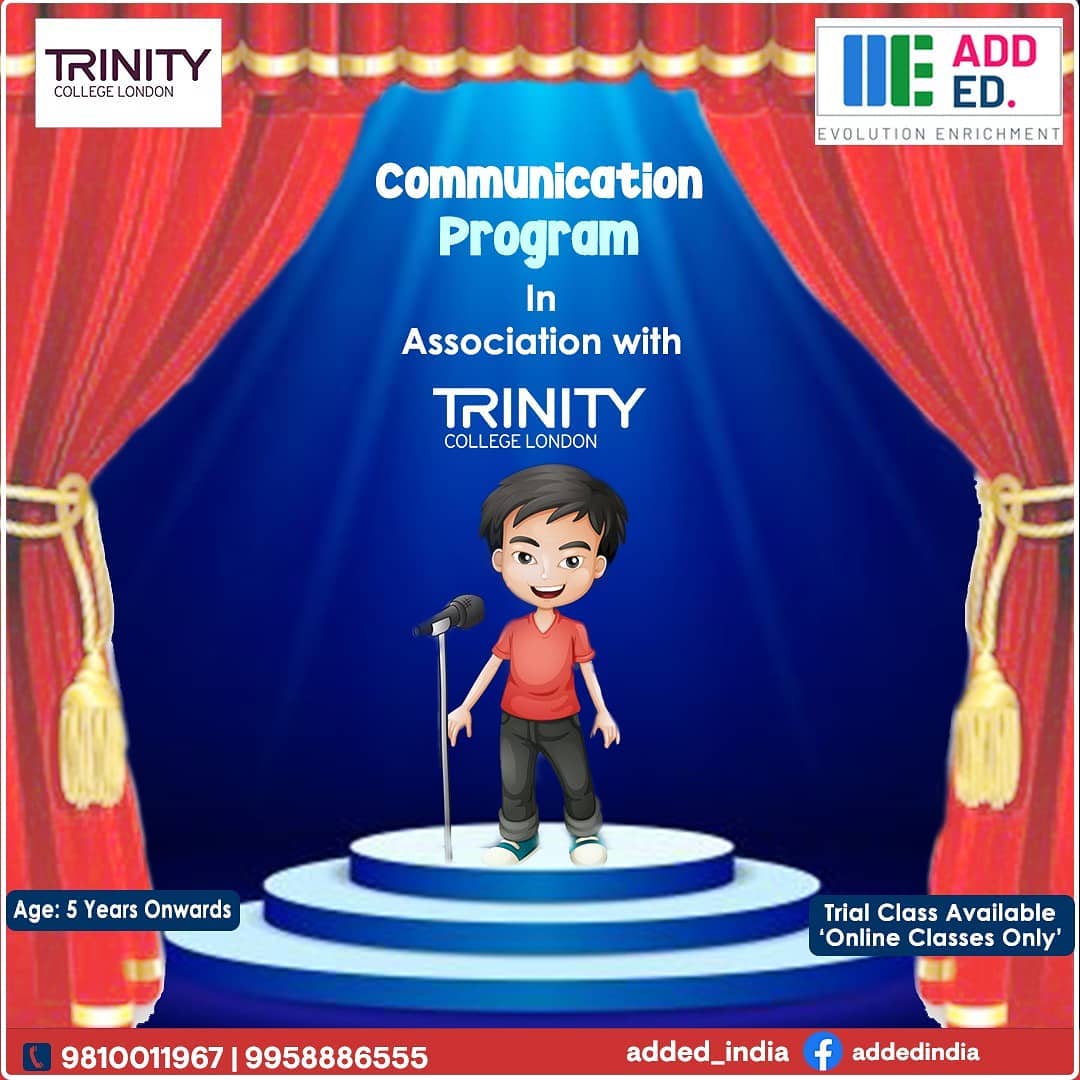 TRINITY
COLLEGE LONDON
ADD
ED.
EVOLUTION ENRICHMENT
Communication
Program
In
Association with
TRINITY
COLLEGE LONDON
Age: 5 Years Onwards
Trial Class Available
‘Online Classes Only’
9810011967 | 9958886555
added_india
addedindia